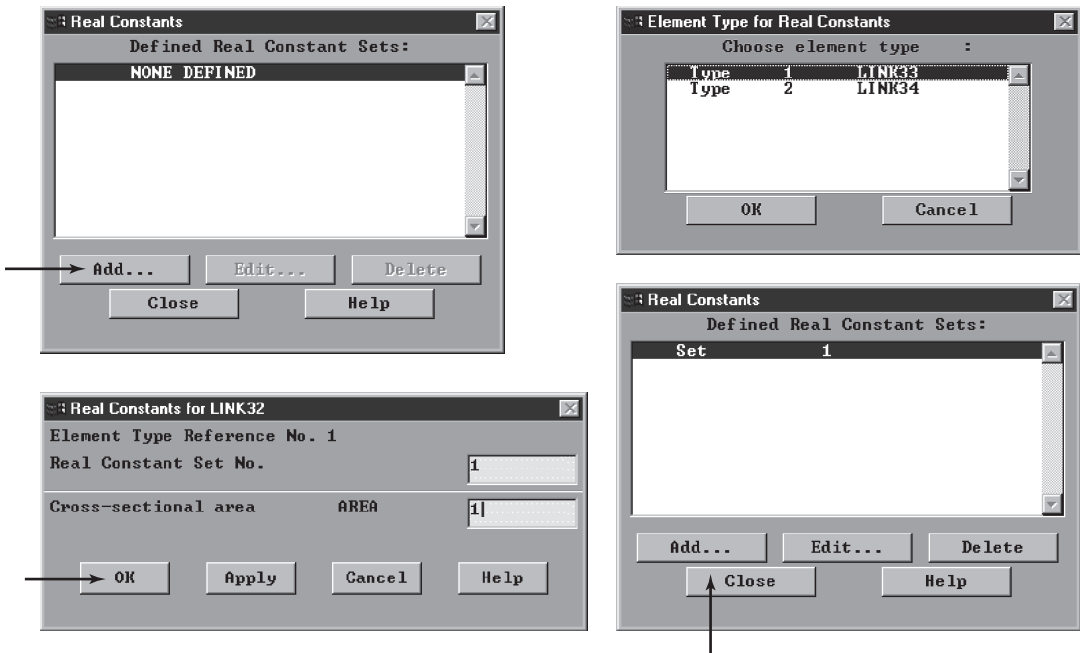 Real Constants
Defined Real Constant Sets:
NONE DEFINED
Add... Edit... Delete
Close Help
Element Type for Real Constants
Choose element type :
Type 1 LINK33
Type 2 LINK34
OK Cancel
Real Constants for LINK32
Element Type Reference No. 1
Real Constant Set No. 1
Cross-sectional area AREA 1
OK Apply Cancel Help
Real Constants
Defined Real Constant Sets:
Set 1
Add... Edit... Delete
Close Help